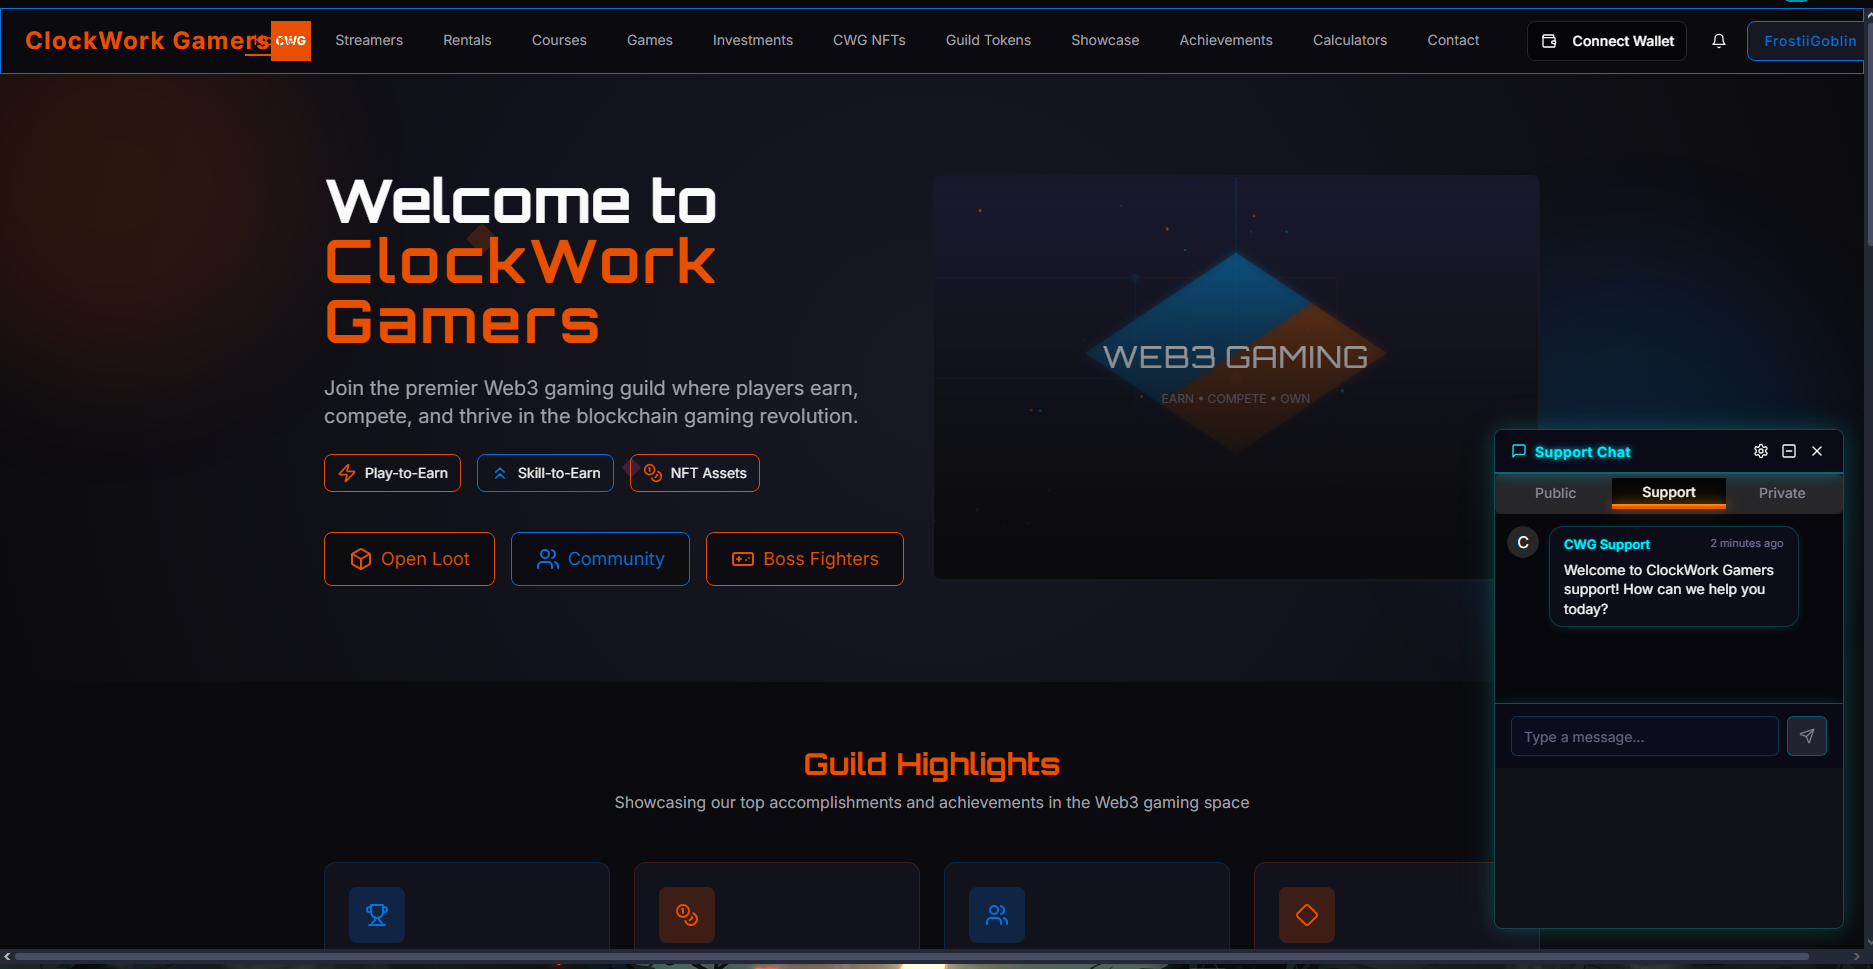 ClockWork Gamers
CWG
Streamers
Rentals
Courses
Games
Investments
CWG NFTs
Guild Tokens
Showcase
Achievements
Calculators
Contact
Connect Wallet
FrostiiGoblin
Welcome to
ClockWork
Gamers
Join the premier Web3 gaming guild where players earn,
compete, and thrive in the blockchain gaming revolution.
Play-to-Earn
Skill-to-Earn
NFT Assets
Open Loot
Community
Boss Fighters
WEB3 GAMING
EARN • COMPETE • OWN
Support Chat
Public
Support
Private
C
CWG Support
2 minutes ago
Welcome to ClockWork Gamers
support! How can we help you
today?
Type a message...
Guild Highlights
Showcasing our top accomplishments and achievements in the Web3 gaming space